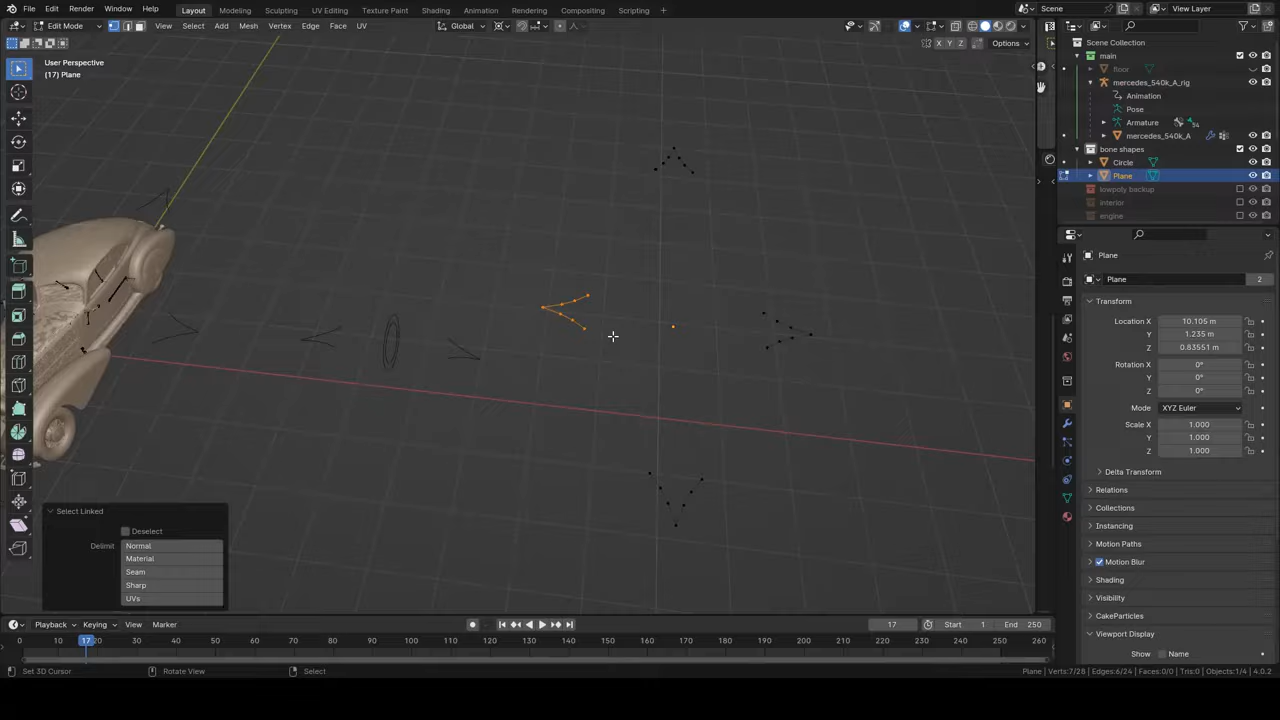 File Edit Render Window Help Layout Modeling Sculpting UV Editing Texture Paint Shading Animation Rendering Compositing Scripting + Scene View Layer
Edit Mode View Select Add Mesh Vertex Edge Face UV Global
X Y Z Options
User Perspective
(17) Plane
Scene Collection
main
floor
mercedes_540k_A_rig
Animation
Pose
Armature
mercedes_540k_A
bone shapes
Circle
Plane
lowpoly backup
interior
engine
Plane
Plane 2
Transform
Location X 10.105 m
Y 1.235 m
Z 0.83551 m
Rotation X 0°
Y 0°
Z 0°
Mode XYZ Euler
Scale X 1.000
Y 1.000
Z 1.000
Delta Transform
Relations
Collections
Instancing
Motion Paths
Motion Blur
Shading
Visibility
CakeParticles
Viewport Display
Show Name
Select Linked
Deselect
Delimit Normal
Material
Seam
Sharp
UVs
Playback Keying View Marker 17 Start 1 End 250
0 10 17 20 30 40 50 60 70 80 90 100 110 120 130 140 150 160 170 180 190 200 210 220 230 240 250 260
Set 3D Cursor Rotate View Select Plane | Verts:7/28 | Edges:6/24 | Faces:0/0 | Tris:0 | Objects:1/4 | 4.0.2